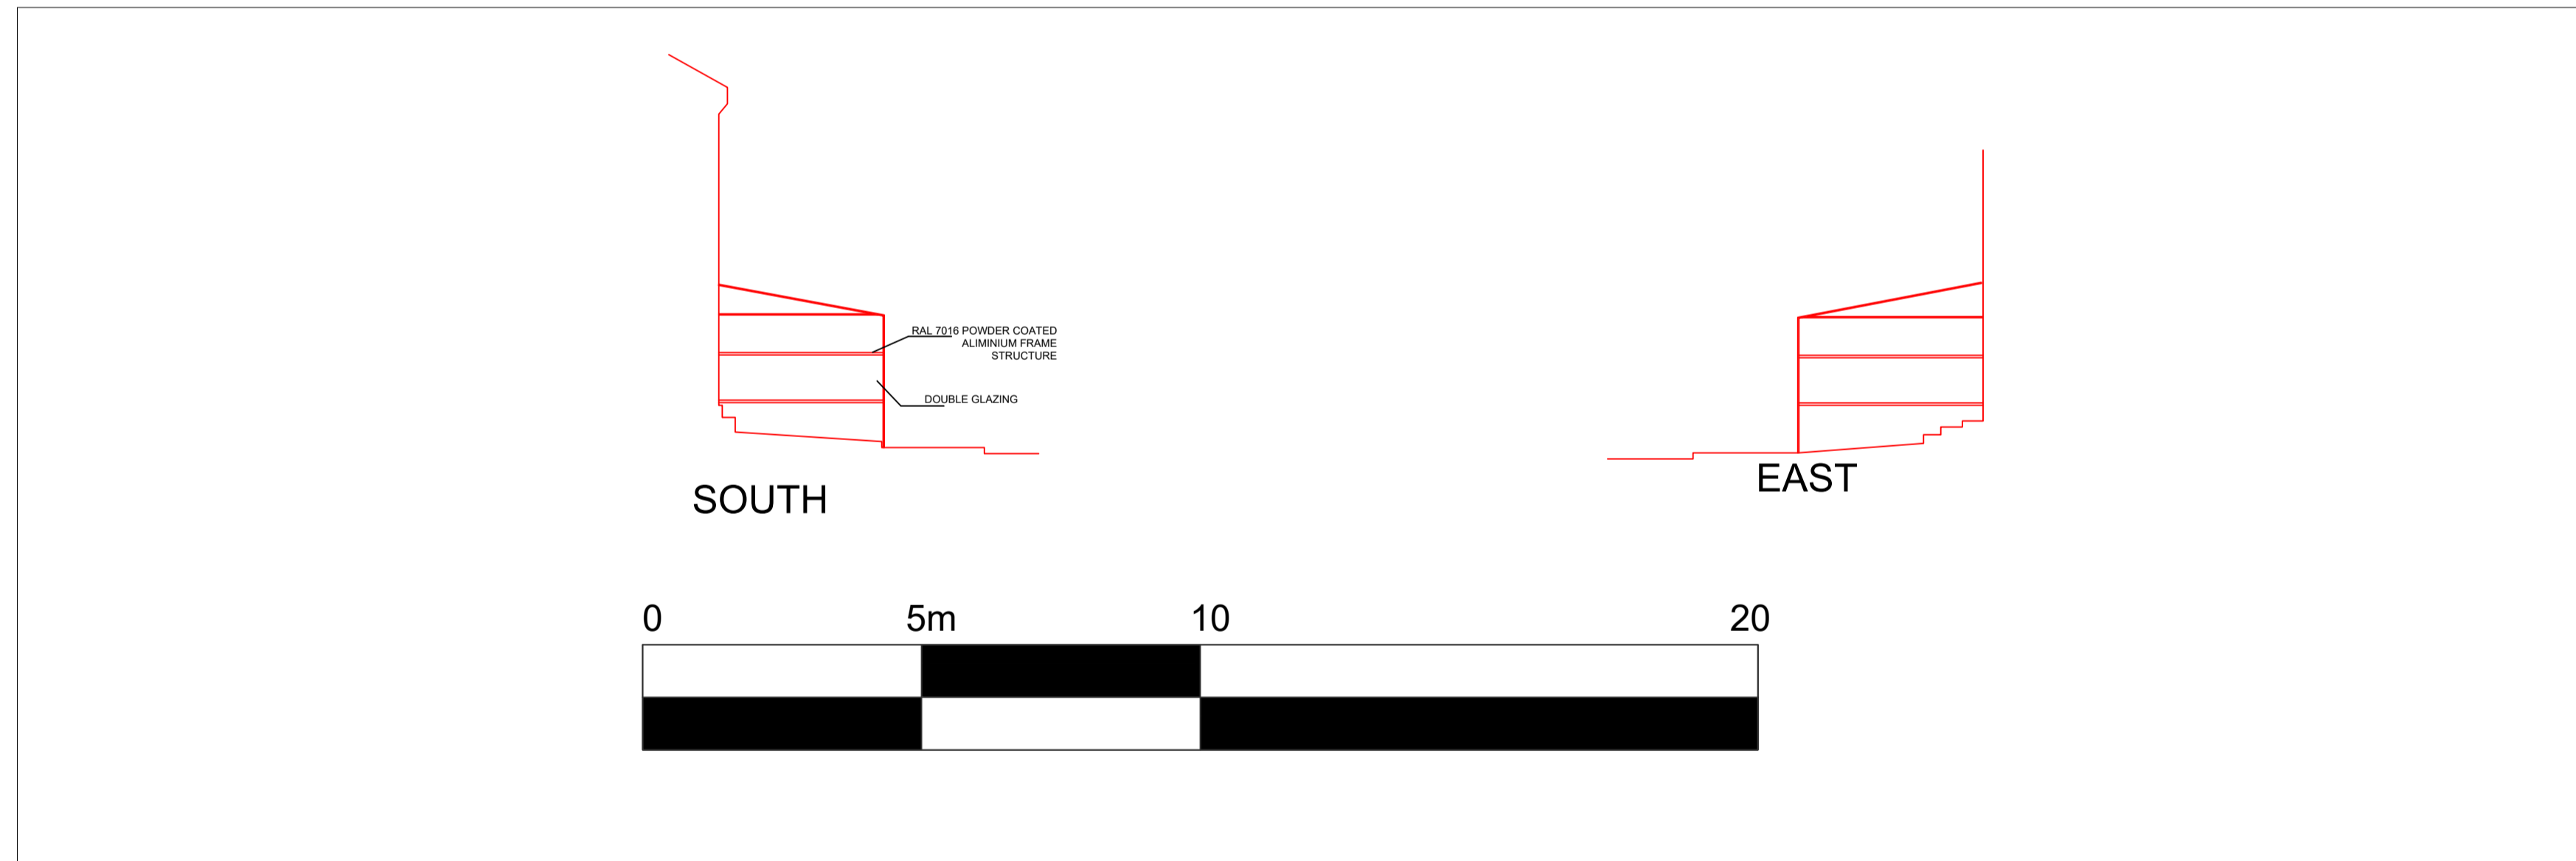 RAL 7016 POWDER COATED
ALIMINIUM FRAME
STRUCTURE
DOUBLE GLAZING
SOUTH
EAST
0 5m 10 20